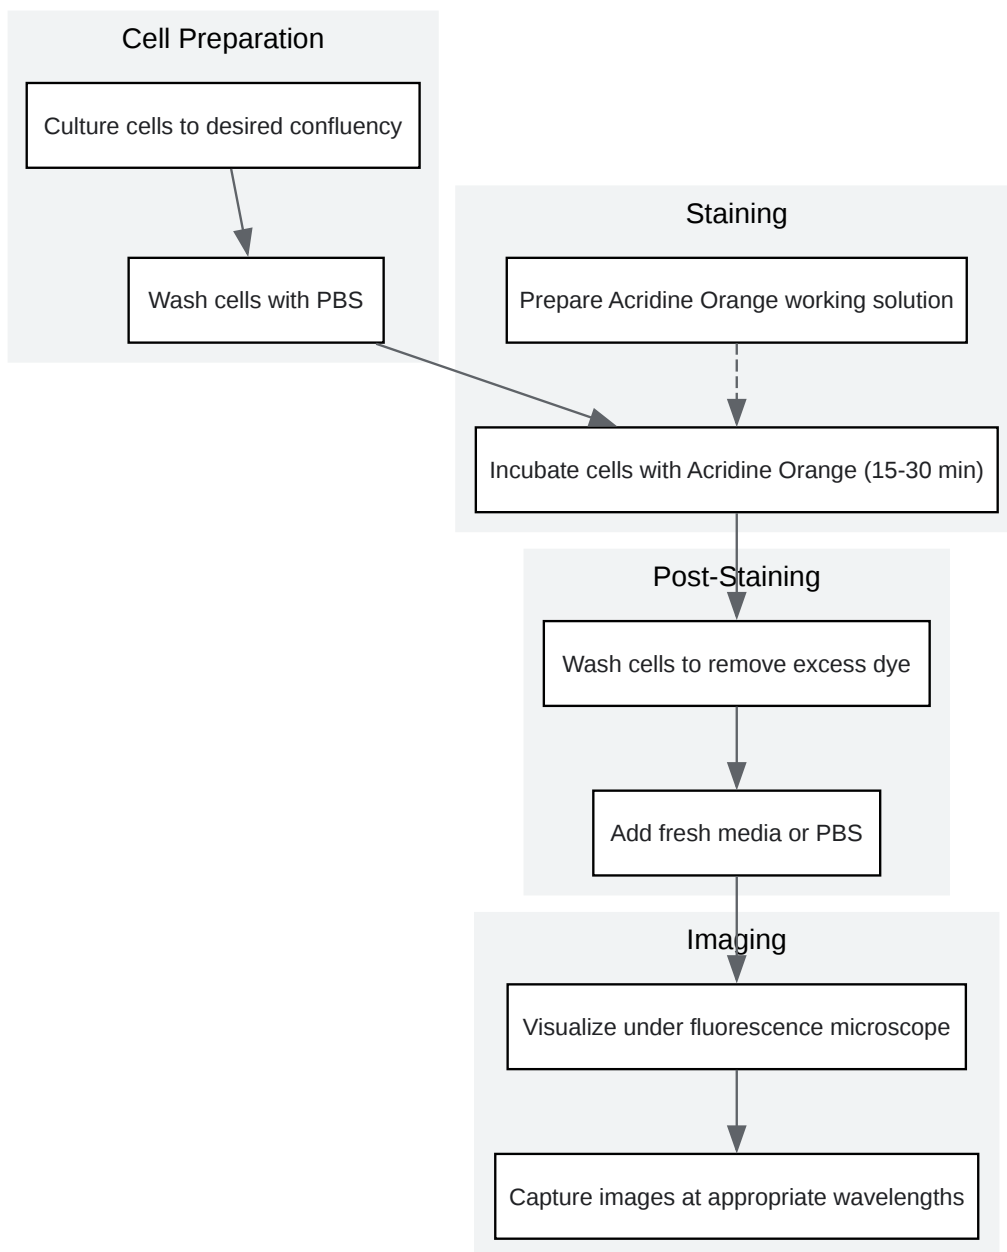 Cell Preparation
Culture cells to desired confluency
Wash cells with PBS
Staining
Prepare Acridine Orange working solution
Incubate cells with Acridine Orange (15-30 min)
Post-Staining
Wash cells to remove excess dye
Add fresh media or PBS
Imaging
Visualize under fluorescence microscope
Capture images at appropriate wavelengths